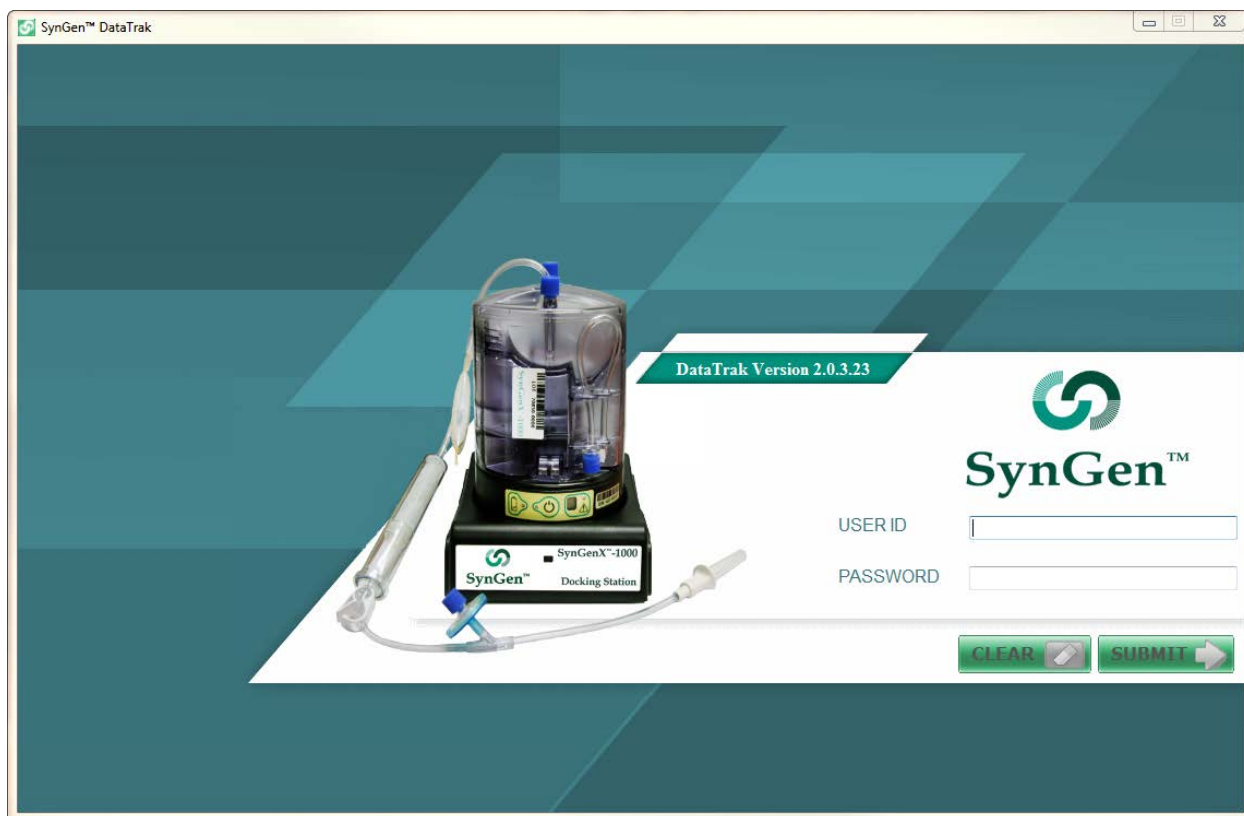 SynGen™ DataTrak
DataTrak Version 2.0.3.23
SynGen™
USER ID
PASSWORD
CLEAR
SUBMIT
SynGenX™-1000
SynGen™
Docking Station